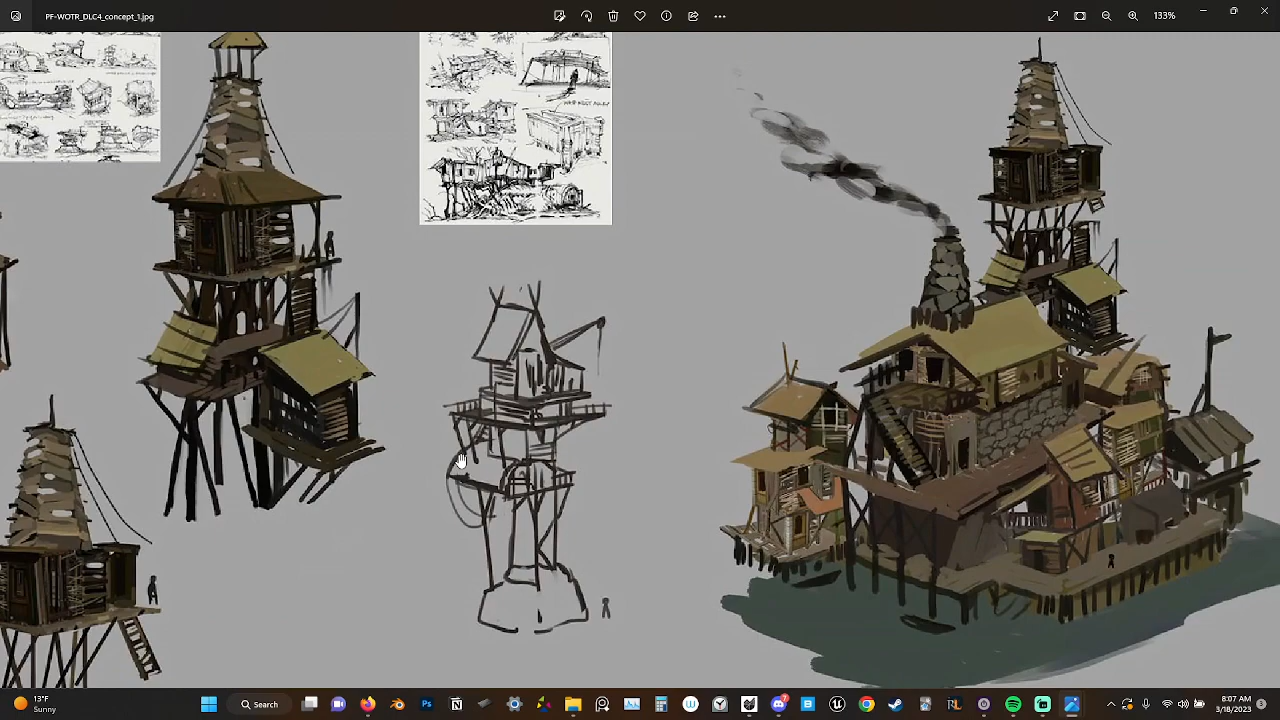 PF-WOTR_DLC4_concept_1.jpg
133%
13°F
Sunny
Search
8:07 AM
3/18/2023